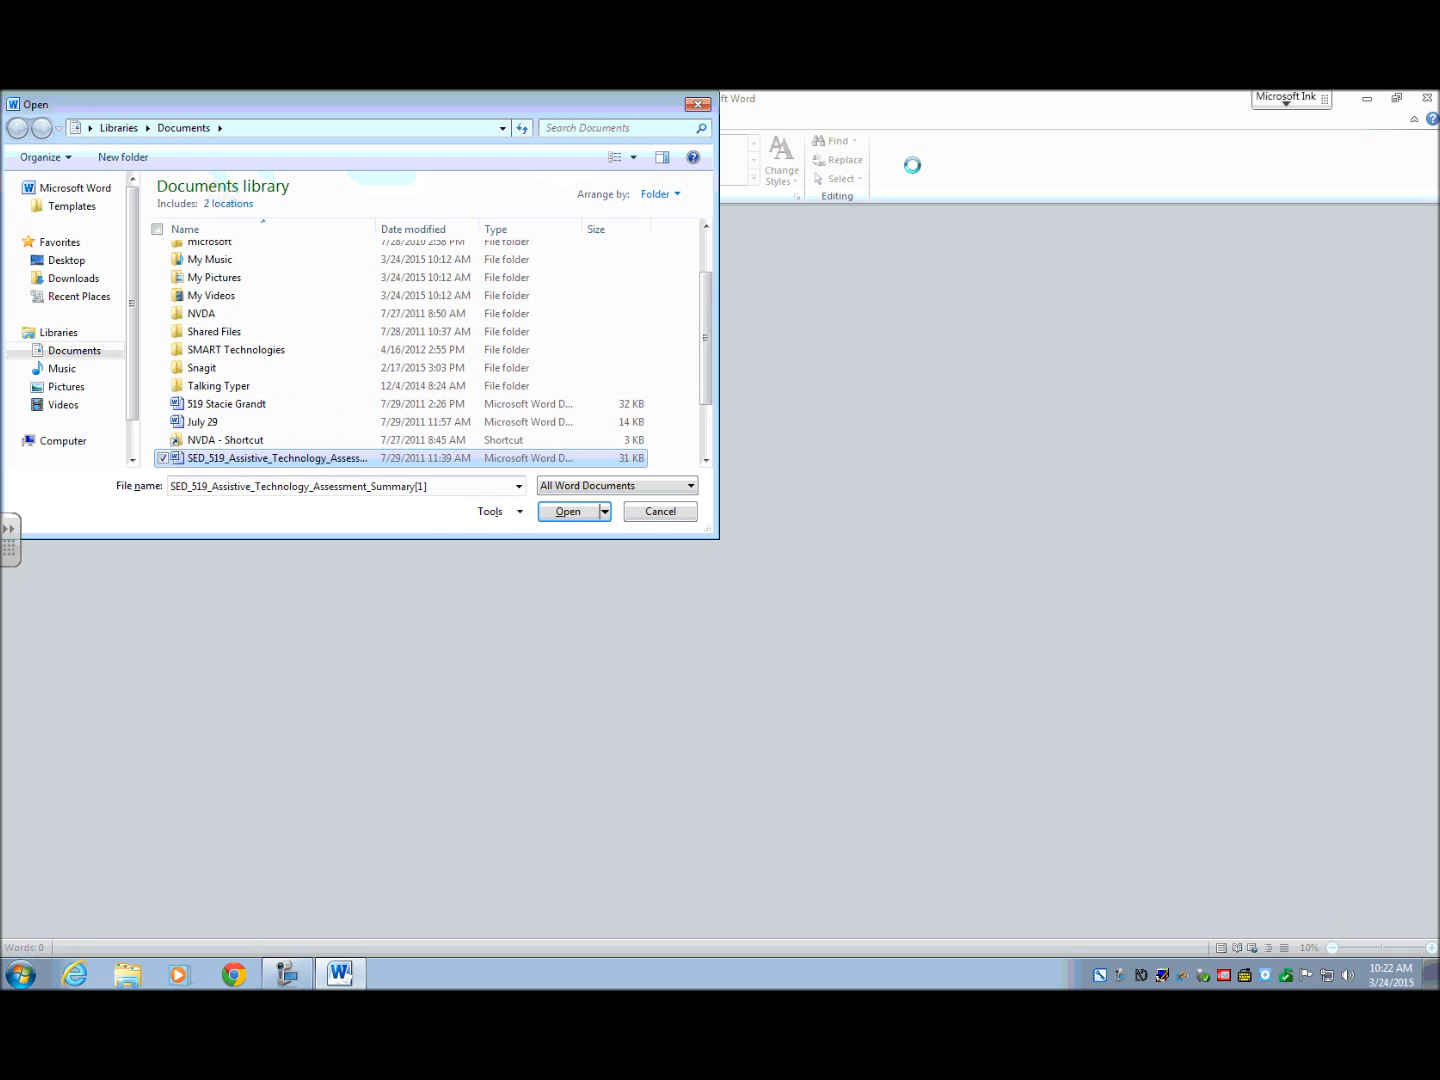 Open
ft Word
Microsoft Ink
Libraries Documents
Search Documents
Organize New folder
Find
Replace
Select
Change
Styles
Editing
Microsoft Word
Templates
Favorites
Desktop
Downloads
Recent Places
Libraries
Documents
Music
Pictures
Videos
Computer
Documents library
Includes: 2 locations
Arrange by: Folder
Name Date modified Type Size
microsoft 7/28/2010 2:58 PM File folder
My Music 3/24/2015 10:12 AM File folder
My Pictures 3/24/2015 10:12 AM File folder
My Videos 3/24/2015 10:12 AM File folder
NVDA 7/27/2011 8:50 AM File folder
Shared Files 7/28/2011 10:37 AM File folder
SMART Technologies 4/16/2012 2:55 PM File folder
Snagit 2/17/2015 3:03 PM File folder
Talking Typer 12/4/2014 8:24 AM File folder
519 Stacie Grandt 7/29/2011 2:26 PM Microsoft Word D... 32 KB
July 29 7/29/2011 11:57 AM Microsoft Word D... 14 KB
NVDA - Shortcut 7/27/2011 8:45 AM Shortcut 3 KB
SED_519_Assistive_Technology_Assess... 7/29/2011 11:39 AM Microsoft Word D... 31 KB
File name: SED_519_Assistive_Technology_Assessment_Summary[1] All Word Documents
Tools Open Cancel
Words: 0
10%
10:22 AM
3/24/2015